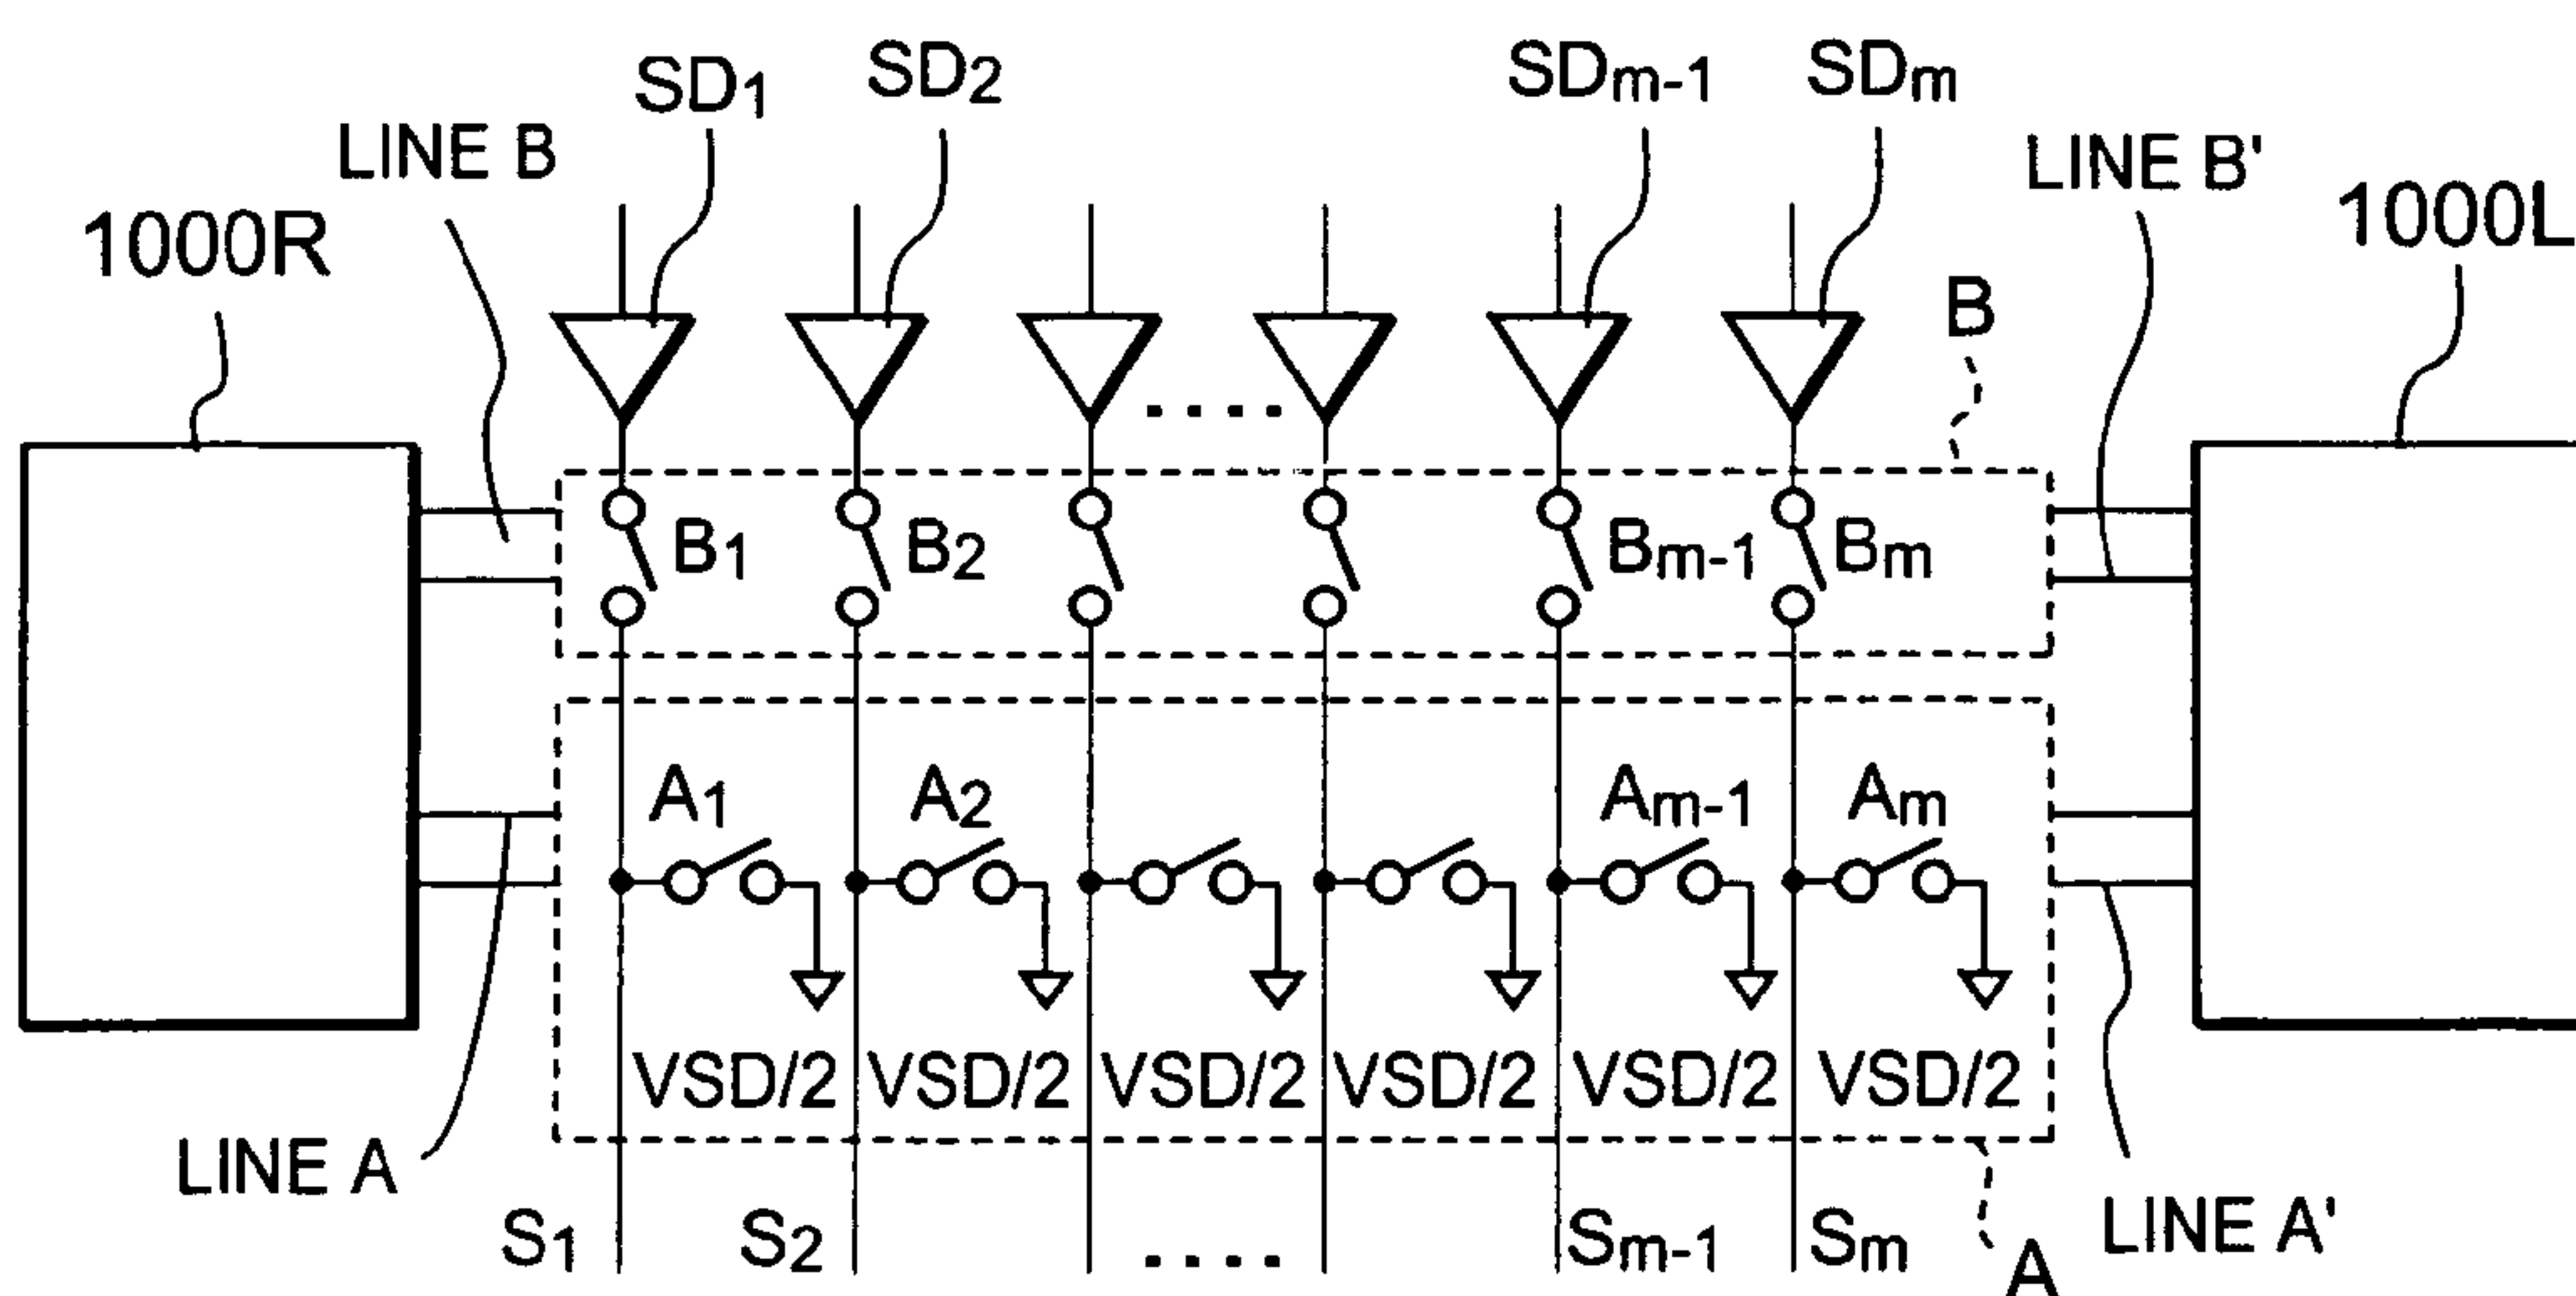 SD1 SD2 SDm-1 SDm
LINE B LINE B'
1000R 1000L
B
B1 B2 Bm-1 Bm
A1 A2 Am-1 Am
VSD/2 VSD/2 VSD/2 VSD/2 VSD/2 VSD/2
LINE A LINE A'
S1 S2 .... Sm-1 Sm
A